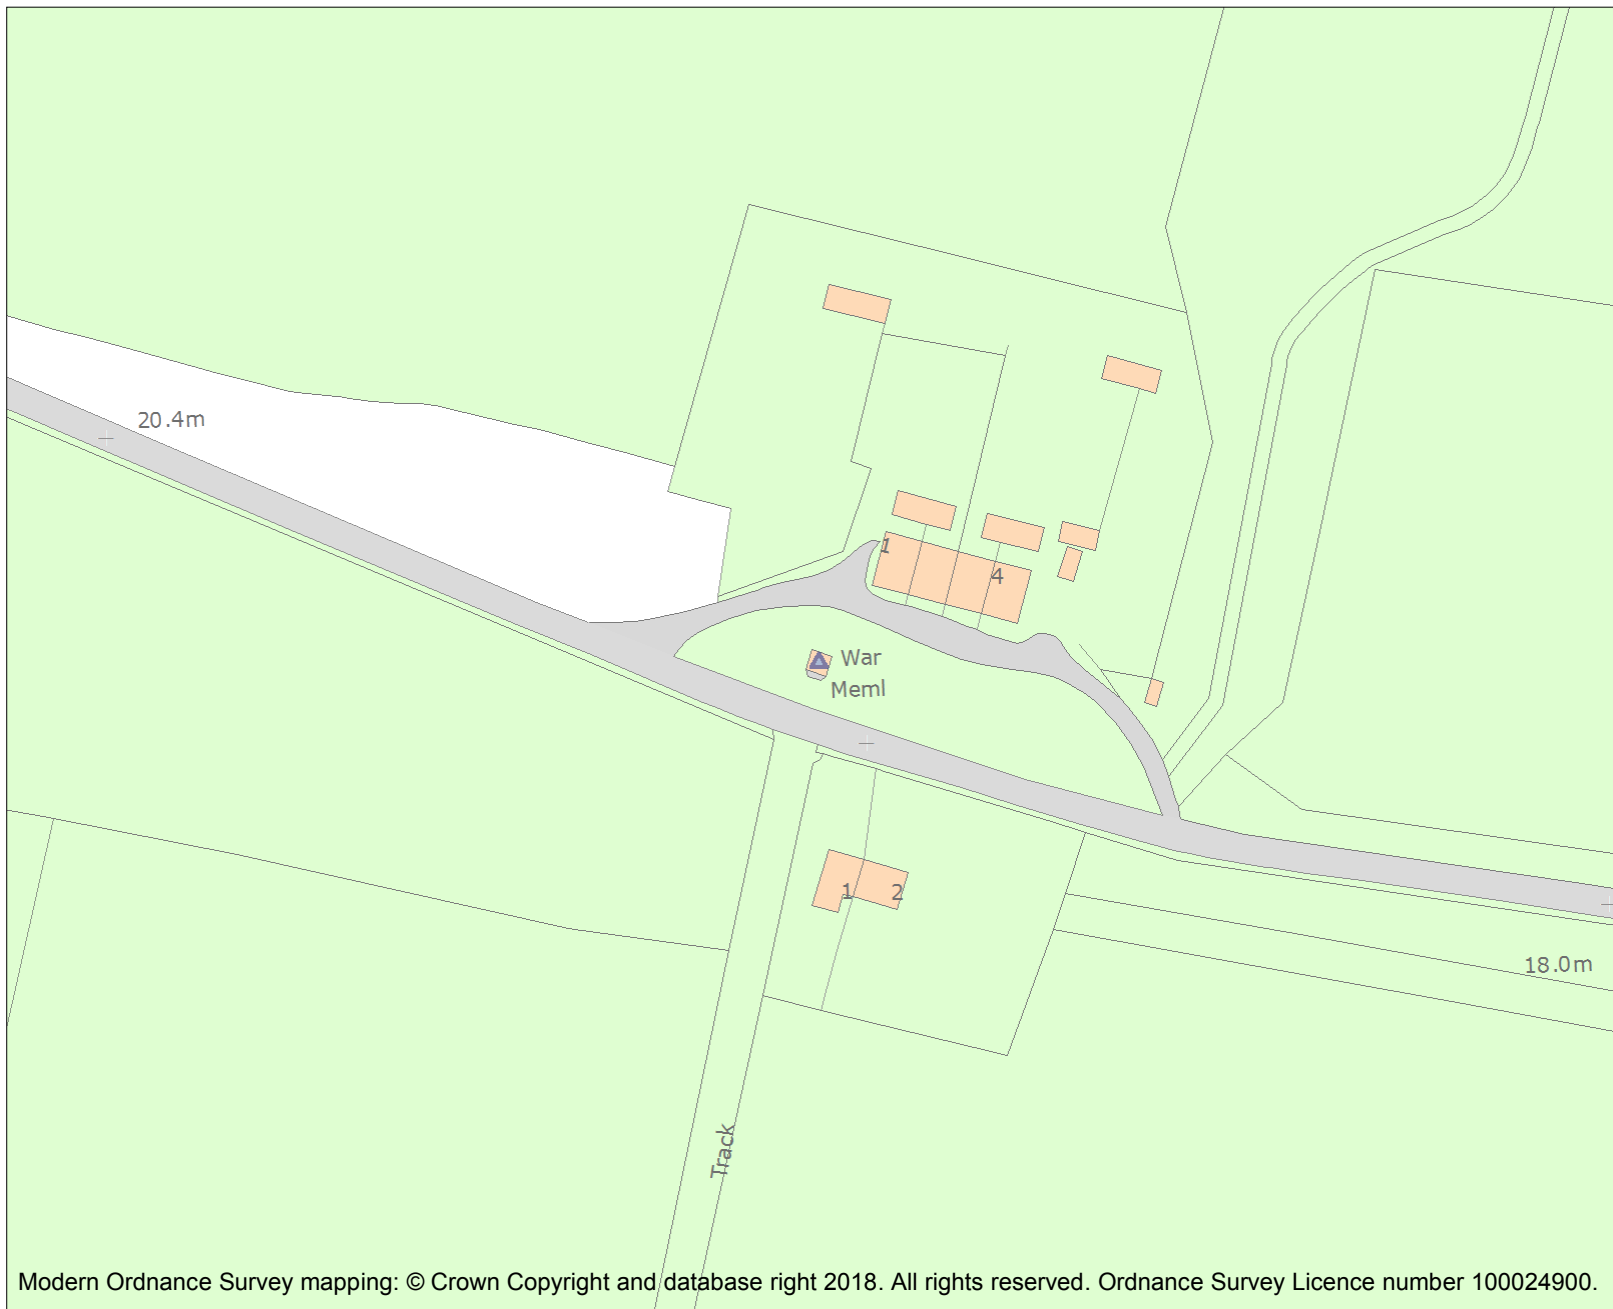 20.4m
1
4
War
Meml
1
2
18.0m
Track
Modern Ordnance Survey mapping: © Crown Copyright and database right 2018. All rights reserved. Ordnance Survey Licence number 100024900.